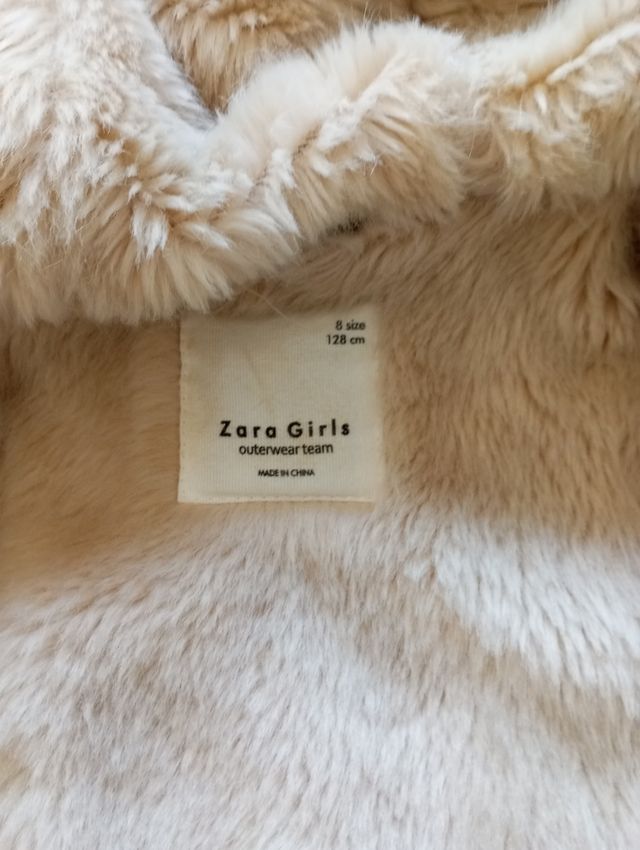 8 size
128 cm
Zara Girls
outerwear team
MADE IN CHINA